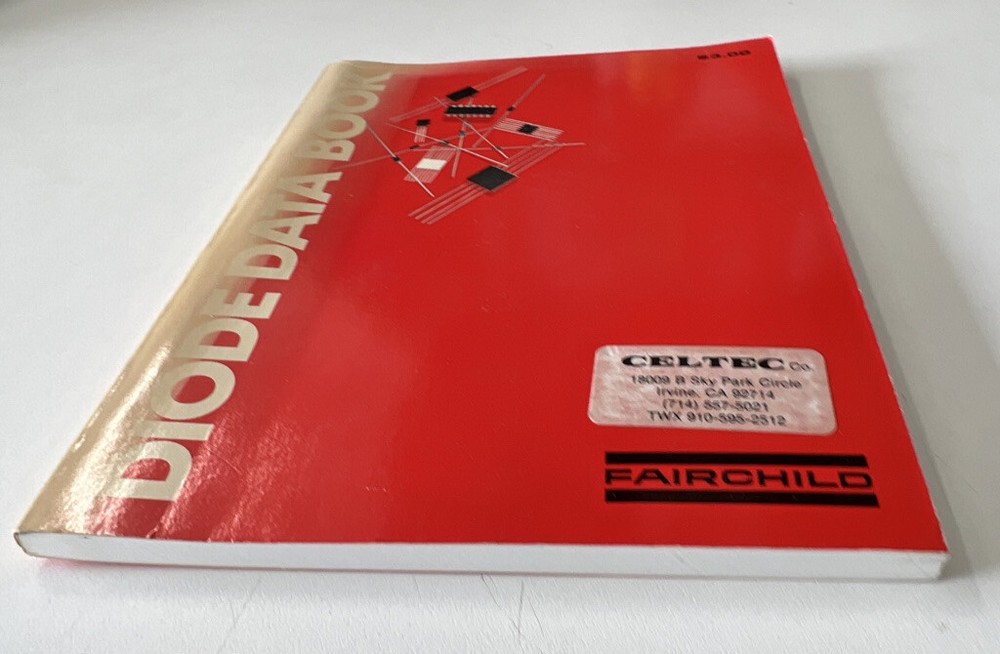 $3.00
DIODE DATA BOOK
CELTEC Co.
18009 B Sky Park Circle
Irvine, CA 92714
(714) 557-5021
TWX 910-595-2512
FAIRCHILD